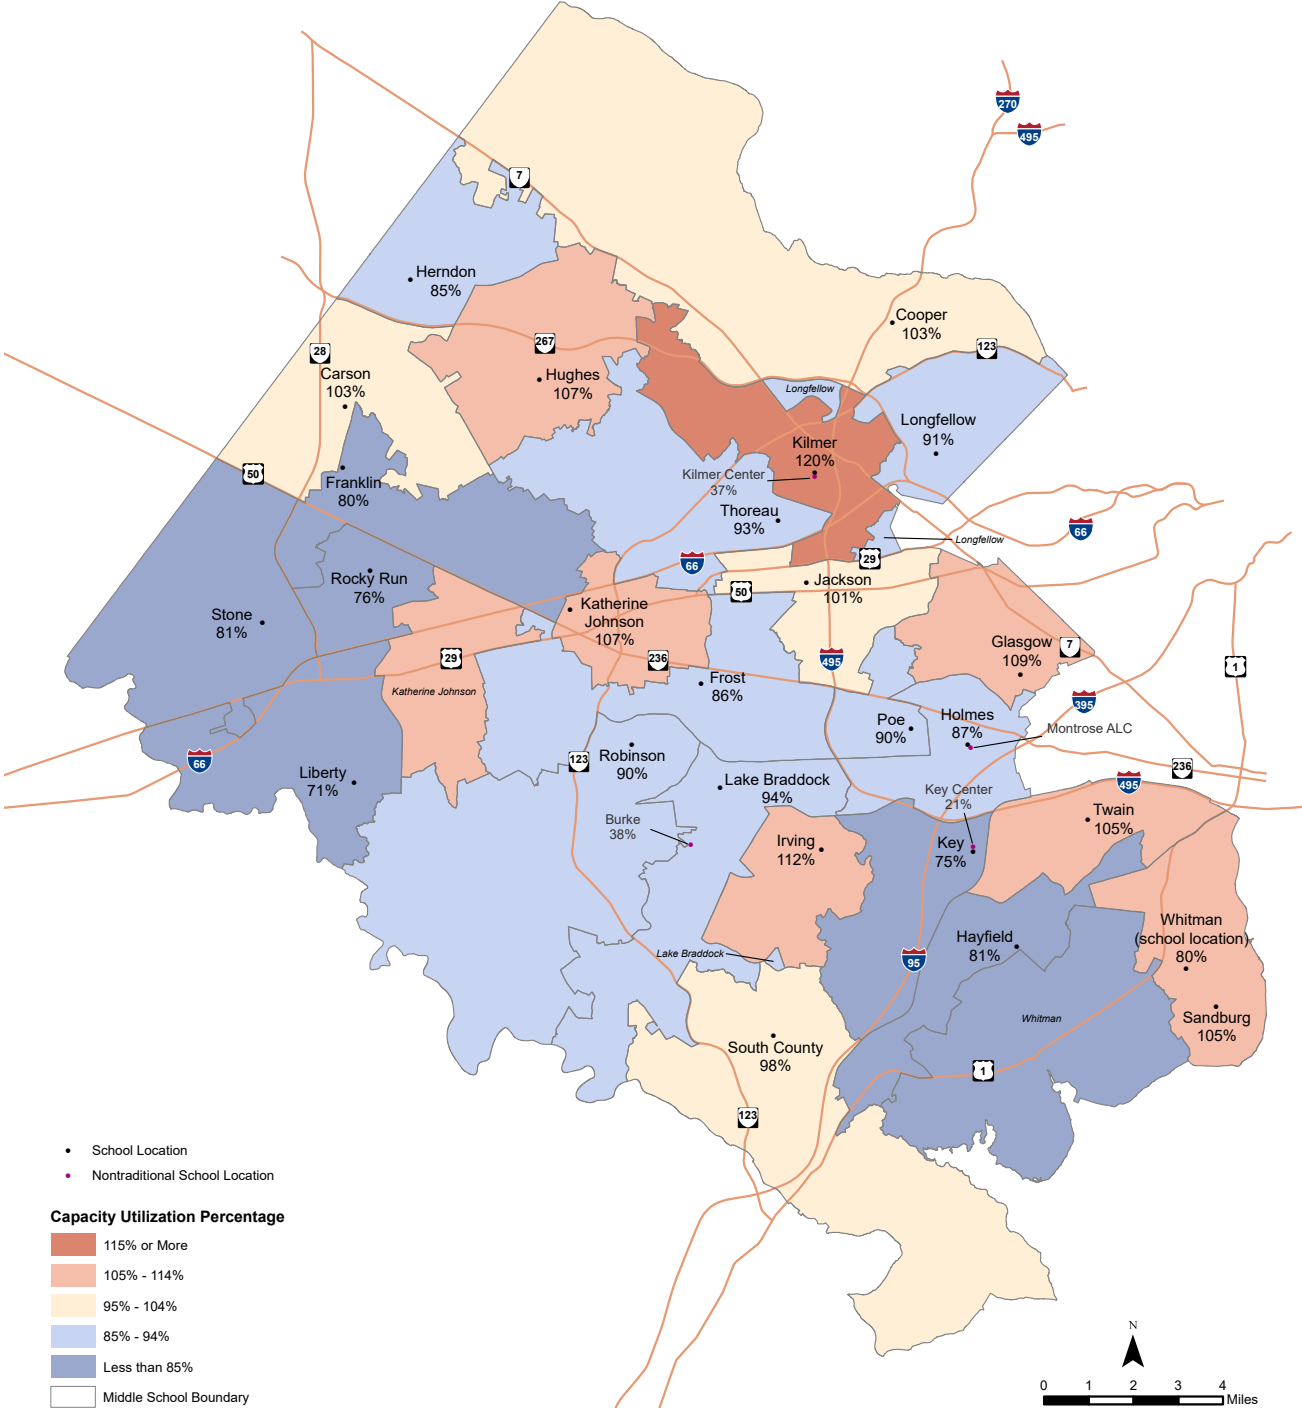 270
495
7
Herndon
85%
Cooper
103%
267
123
28
Carson
103%
Hughes
107%
Longfellow
Longfellow
91%
Kilmer
120%
Kilmer Center
37%
50
Franklin
80%
Thoreau
93%
66
Longfellow
66
29
Jackson
101%
50
Rocky Run
76%
Katherine
Johnson
107%
Stone
81%
Glasgow
109%
7
29
236
495
1
Katherine Johnson
Frost
86%
395
Poe
90%
Holmes
87%
Montrose ALC
66
123
Robinson
90%
236
Liberty
71%
Lake Braddock
94%
495
Key Center
21%
Burke
38%
Twain
105%
Irving
112%
Key
75%
Whitman
(school location)
80%
Hayfield
81%
Lake Braddock
95
Whitman
Sandburg
105%
South County
98%
1
123
School Location
Nontraditional School Location
Capacity Utilization Percentage
115% or More
105% - 114%
95% - 104%
85% - 94%
Less than 85%
Middle School Boundary
N
0 1 2 3 4
Miles